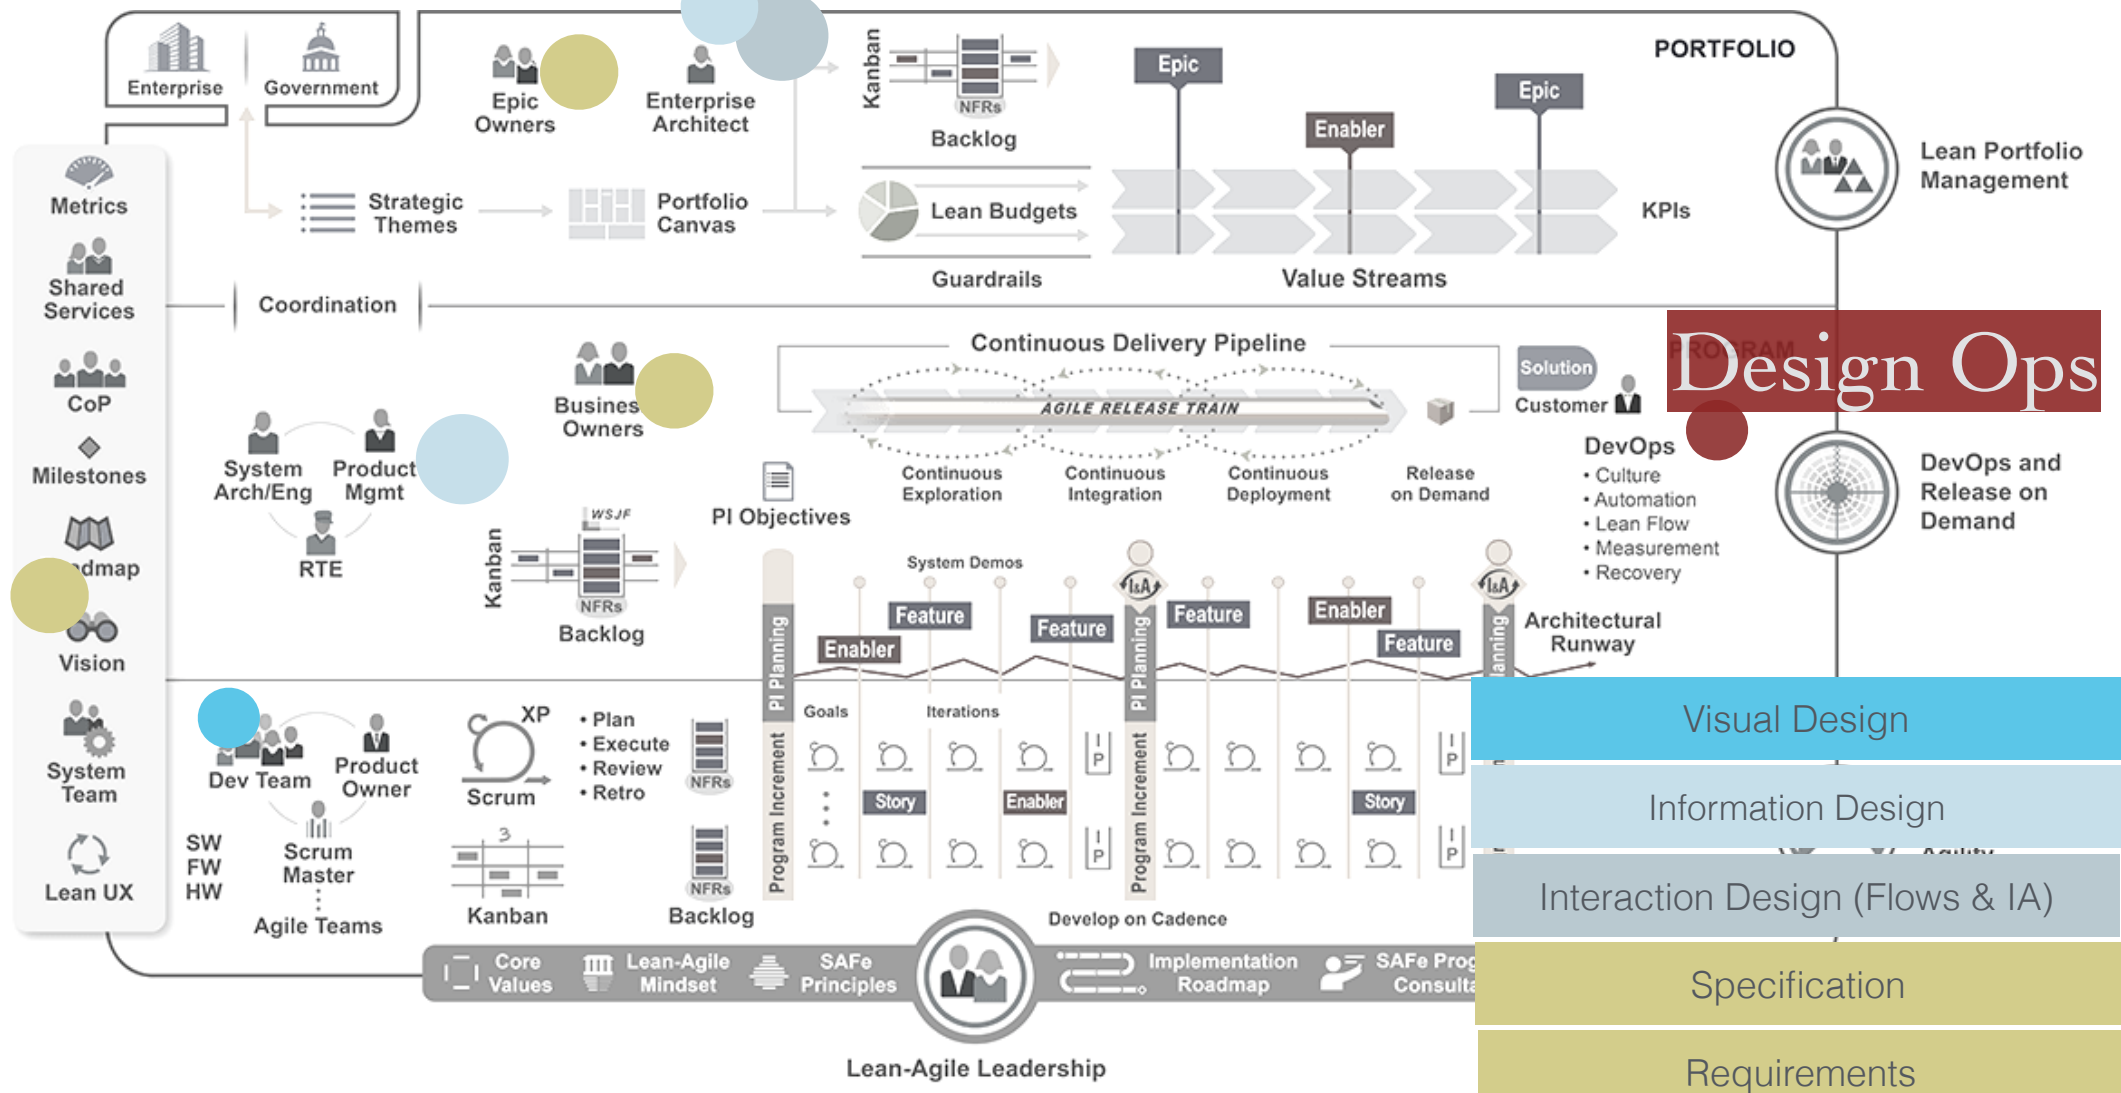 PORTFOLIO
Enterprise
Government
Epic
Owners
Enterprise
Architect
Kanban
NFRs
Backlog
Epic
Enabler
Epic
Lean Portfolio
Management
Metrics
Strategic
Themes
Portfolio
Canvas
Lean Budgets
Guardrails
KPIs
Value Streams
Shared
Services
Coordination
CoP
Milestones
Vision
System
Team
Lean UX
Business
Owners
Continuous Delivery Pipeline
AGILE RELEASE TRAIN
Solution
Customer
PROGRAM
Design Ops
System
Arch/Eng
Product
Mgmt
RTE
Continuous
Exploration
Continuous
Integration
Continuous
Deployment
Release
on Demand
DevOps
• Culture
• Automation
• Lean Flow
• Measurement
• Recovery
DevOps and
Release on
Demand
PI Objectives
WSJF
Kanban
NFRs
Backlog
System Demos
I&A
I&A
Feature
Feature
Enabler
Feature
Enabler
Feature
Architectural
Runway
PI Planning
PI Planning
Goals
Iterations
Program Increment
Program Increment
I
P
I
P
I
P
I
P
Story
Enabler
Story
Dev Team
Product
Owner
Scrum
Master
Agile Teams
SW
FW
HW
XP
Scrum
• Plan
• Execute
• Review
• Retro
3
Kanban
NFRs
NFRs
Backlog
Develop on Cadence
Visual Design
Information Design
Interaction Design (Flows & IA)
Specification
Requirements
Core
Values
Lean-Agile
Mindset
SAFe
Principles
Implementation
Roadmap
SAFe
Lean-Agile Leadership